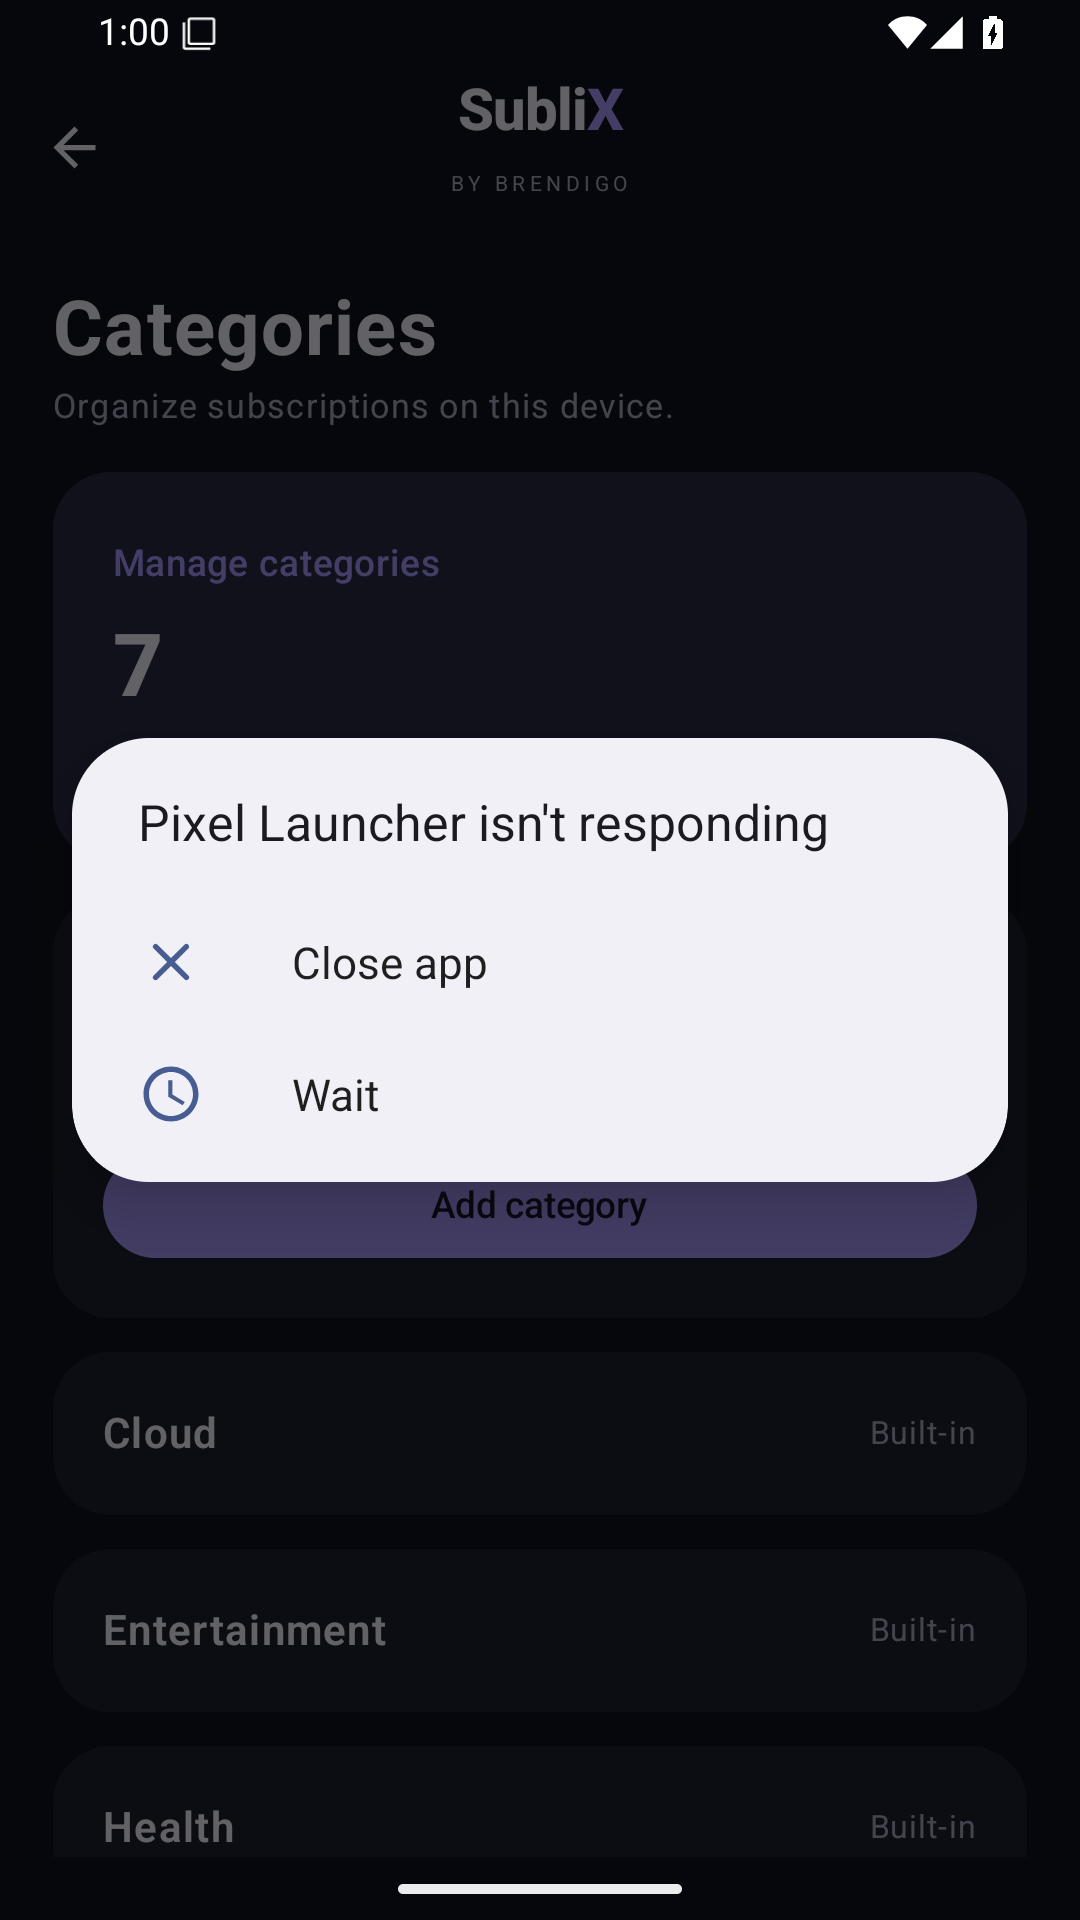 1:00
SubliX
BY BRENDIGO
Categories
Organize subscriptions on this device.
Manage categories
7
Pixel Launcher isn't responding
Close app
Wait
Add category
Cloud
Built-in
Entertainment
Built-in
Health
Built-in